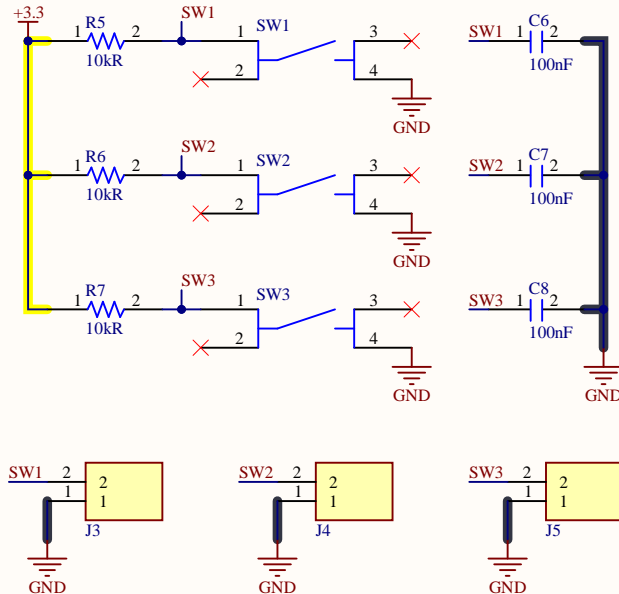 +3.3
R5 SW1 SW1 C6
1 2 1 3 SW1 1 2
10kR 2 4 100nF
GND
R6 SW2 SW2 C7
1 2 1 3 SW2 1 2
10kR 2 4 100nF
GND
R7 SW3 SW3 C8
1 2 1 3 SW3 1 2
10kR 2 4 100nF
GND GND
SW1 2 2 SW2 2 2 SW3 2 2
1 1 1 1 1 1
J3 J4 J5
GND GND GND